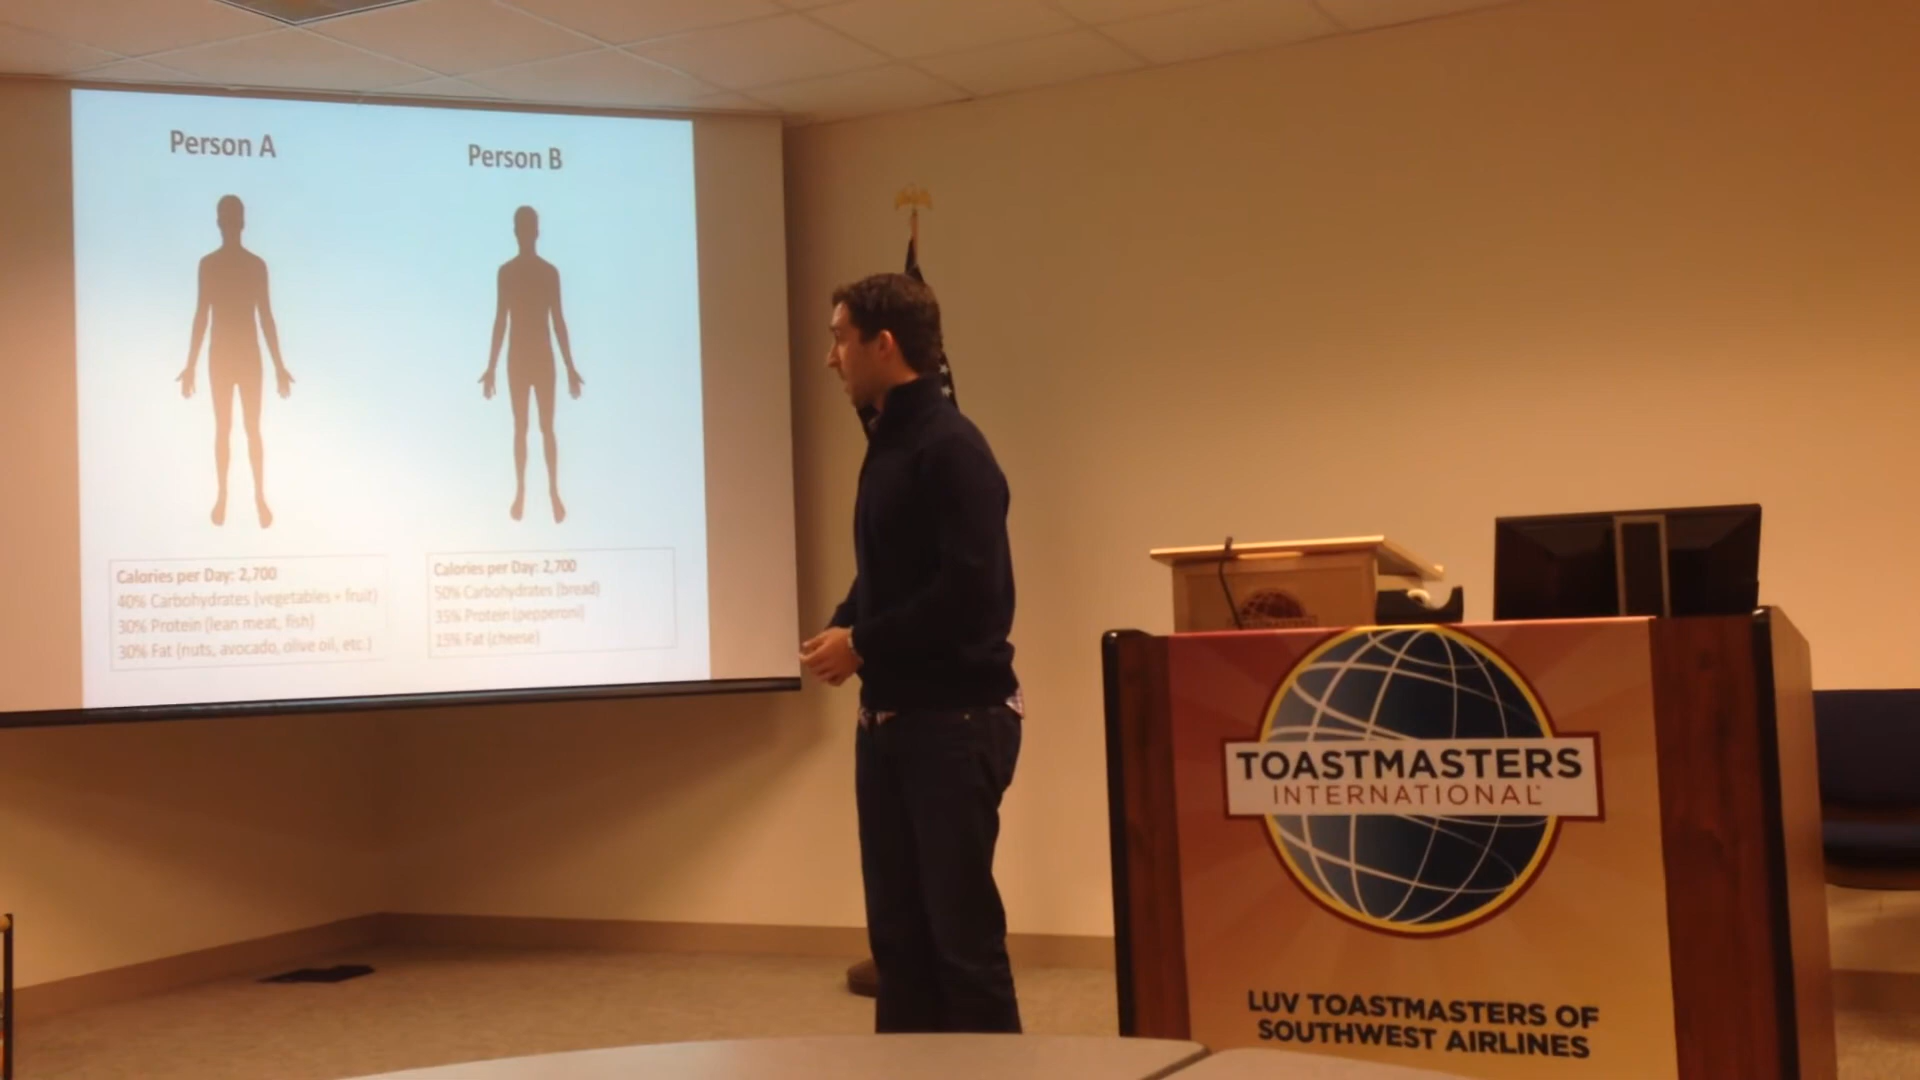 Person A
Person B
Calories per Day: 2,700
40% Carbohydrates (vegetables + fruit)
30% Protein (lean meat, fish)
30% Fat (nuts, avocado, olive oil, etc.)
Calories per Day: 2,700
50% Carbohydrates (bread)
35% Protein (pepperoni)
15% Fat (cheese)
TOASTMASTERS
TOASTMASTERS
INTERNATIONAL
LUV TOASTMASTERS OF
SOUTHWEST AIRLINES